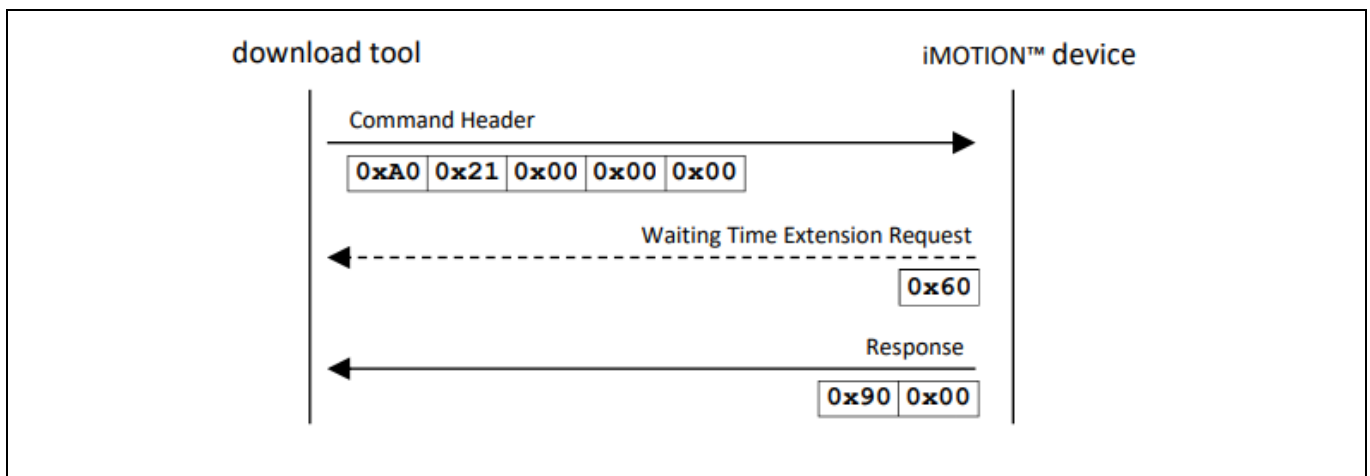 download tool
iMOTION™ device
Command Header
0xA0 0x21 0x00 0x00 0x00
Waiting Time Extension Request
0x60
Response
0x90 0x00